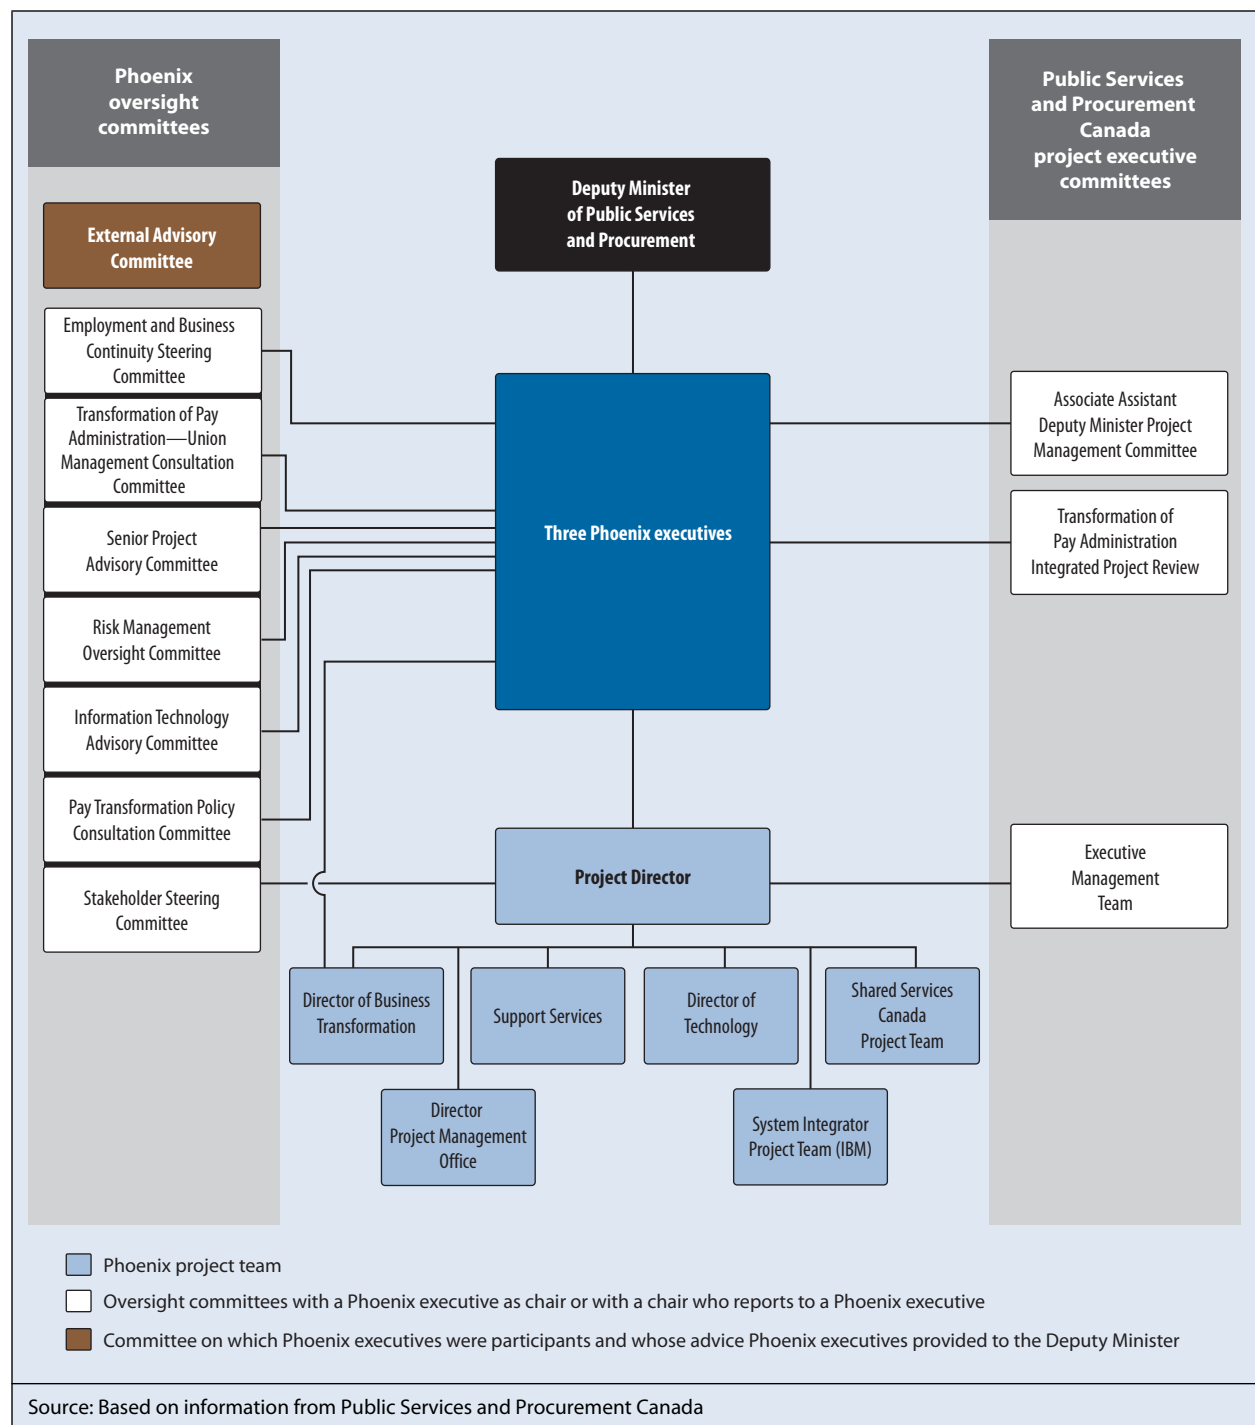 Phoenix
oversight
committees
Public Services
and Procurement
Canada
project executive
committees
Deputy Minister
of Public Services
and Procurement
External Advisory
Committee
Employment and Business
Continuity Steering
Committee
Transformation of Pay
Administration—Union
Management Consultation
Committee
Senior Project
Advisory Committee
Risk Management
Oversight Committee
Information Technology
Advisory Committee
Pay Transformation Policy
Consultation Committee
Stakeholder Steering
Committee
Three Phoenix executives
Associate Assistant
Deputy Minister Project
Management Committee
Transformation of
Pay Administration
Integrated Project Review
Project Director
Executive
Management
Team
Director of Business
Transformation
Support Services
Director of
Technology
Shared Services
Canada
Project Team
Director
Project Management
Office
System Integrator
Project Team (IBM)
Phoenix project team
Oversight committees with a Phoenix executive as chair or with a chair who reports to a Phoenix executive
Committee on which Phoenix executives were participants and whose advice Phoenix executives provided to the Deputy Minister
Source: Based on information from Public Services and Procurement Canada